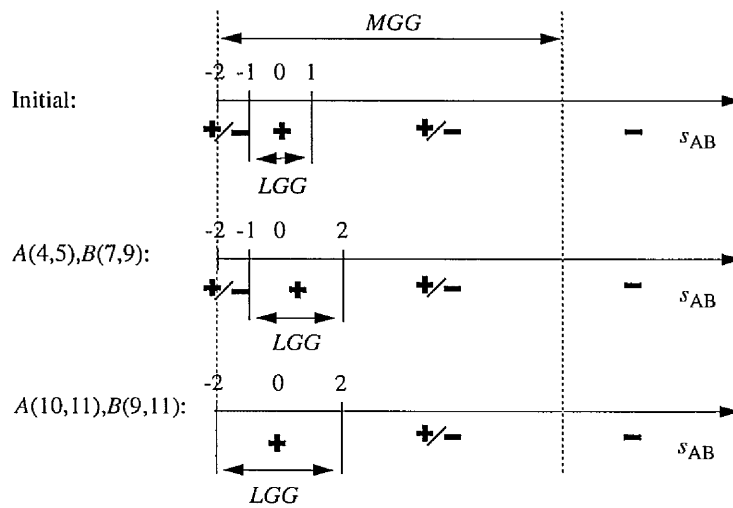 MGG
-2 -1 0 1
Initial:
+/- + +/- - sAB
LGG
-2 -1 0 2
A(4,5),B(7,9):
+/- + +/- - sAB
LGG
-2 0 2
A(10,11),B(9,11):
+ +/- - sAB
LGG